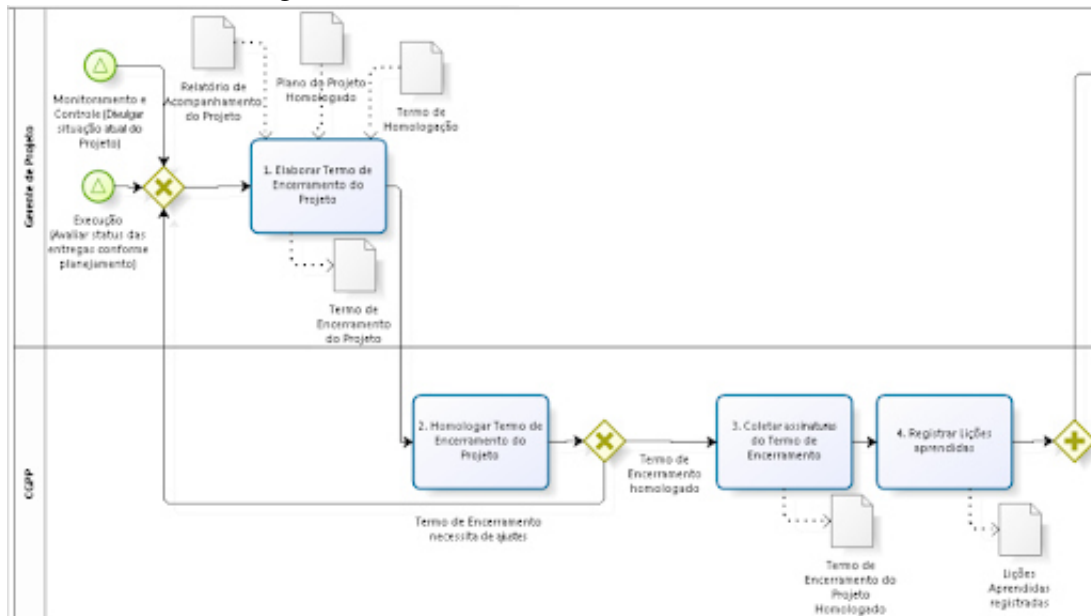 Gerente de Projeto
Monitoramento e
Controle (Divulgar
situação atual do
Projeto)
Execução
(Avaliar status das
entregas conforme
planejamento)
Relatório de
Acompanhamento
do Projeto
Plano do Projeto
Homologado
Termo de
Homologação
1. Elaborar Termo de
Encerramento do
Projeto
Termo de
Encerramento
do Projeto
CGPP
2. Homologar Termo de
Encerramento do
Projeto
Termo de Encerramento
necessita de ajustes
Termo de
Encerramento
homologado
3. Coletar assinaturas
do Termo de
Encerramento
Termo de
Encerramento do
Projeto
Homologado
4. Registrar Lições
aprendidas
Lições
Aprendidas
registradas